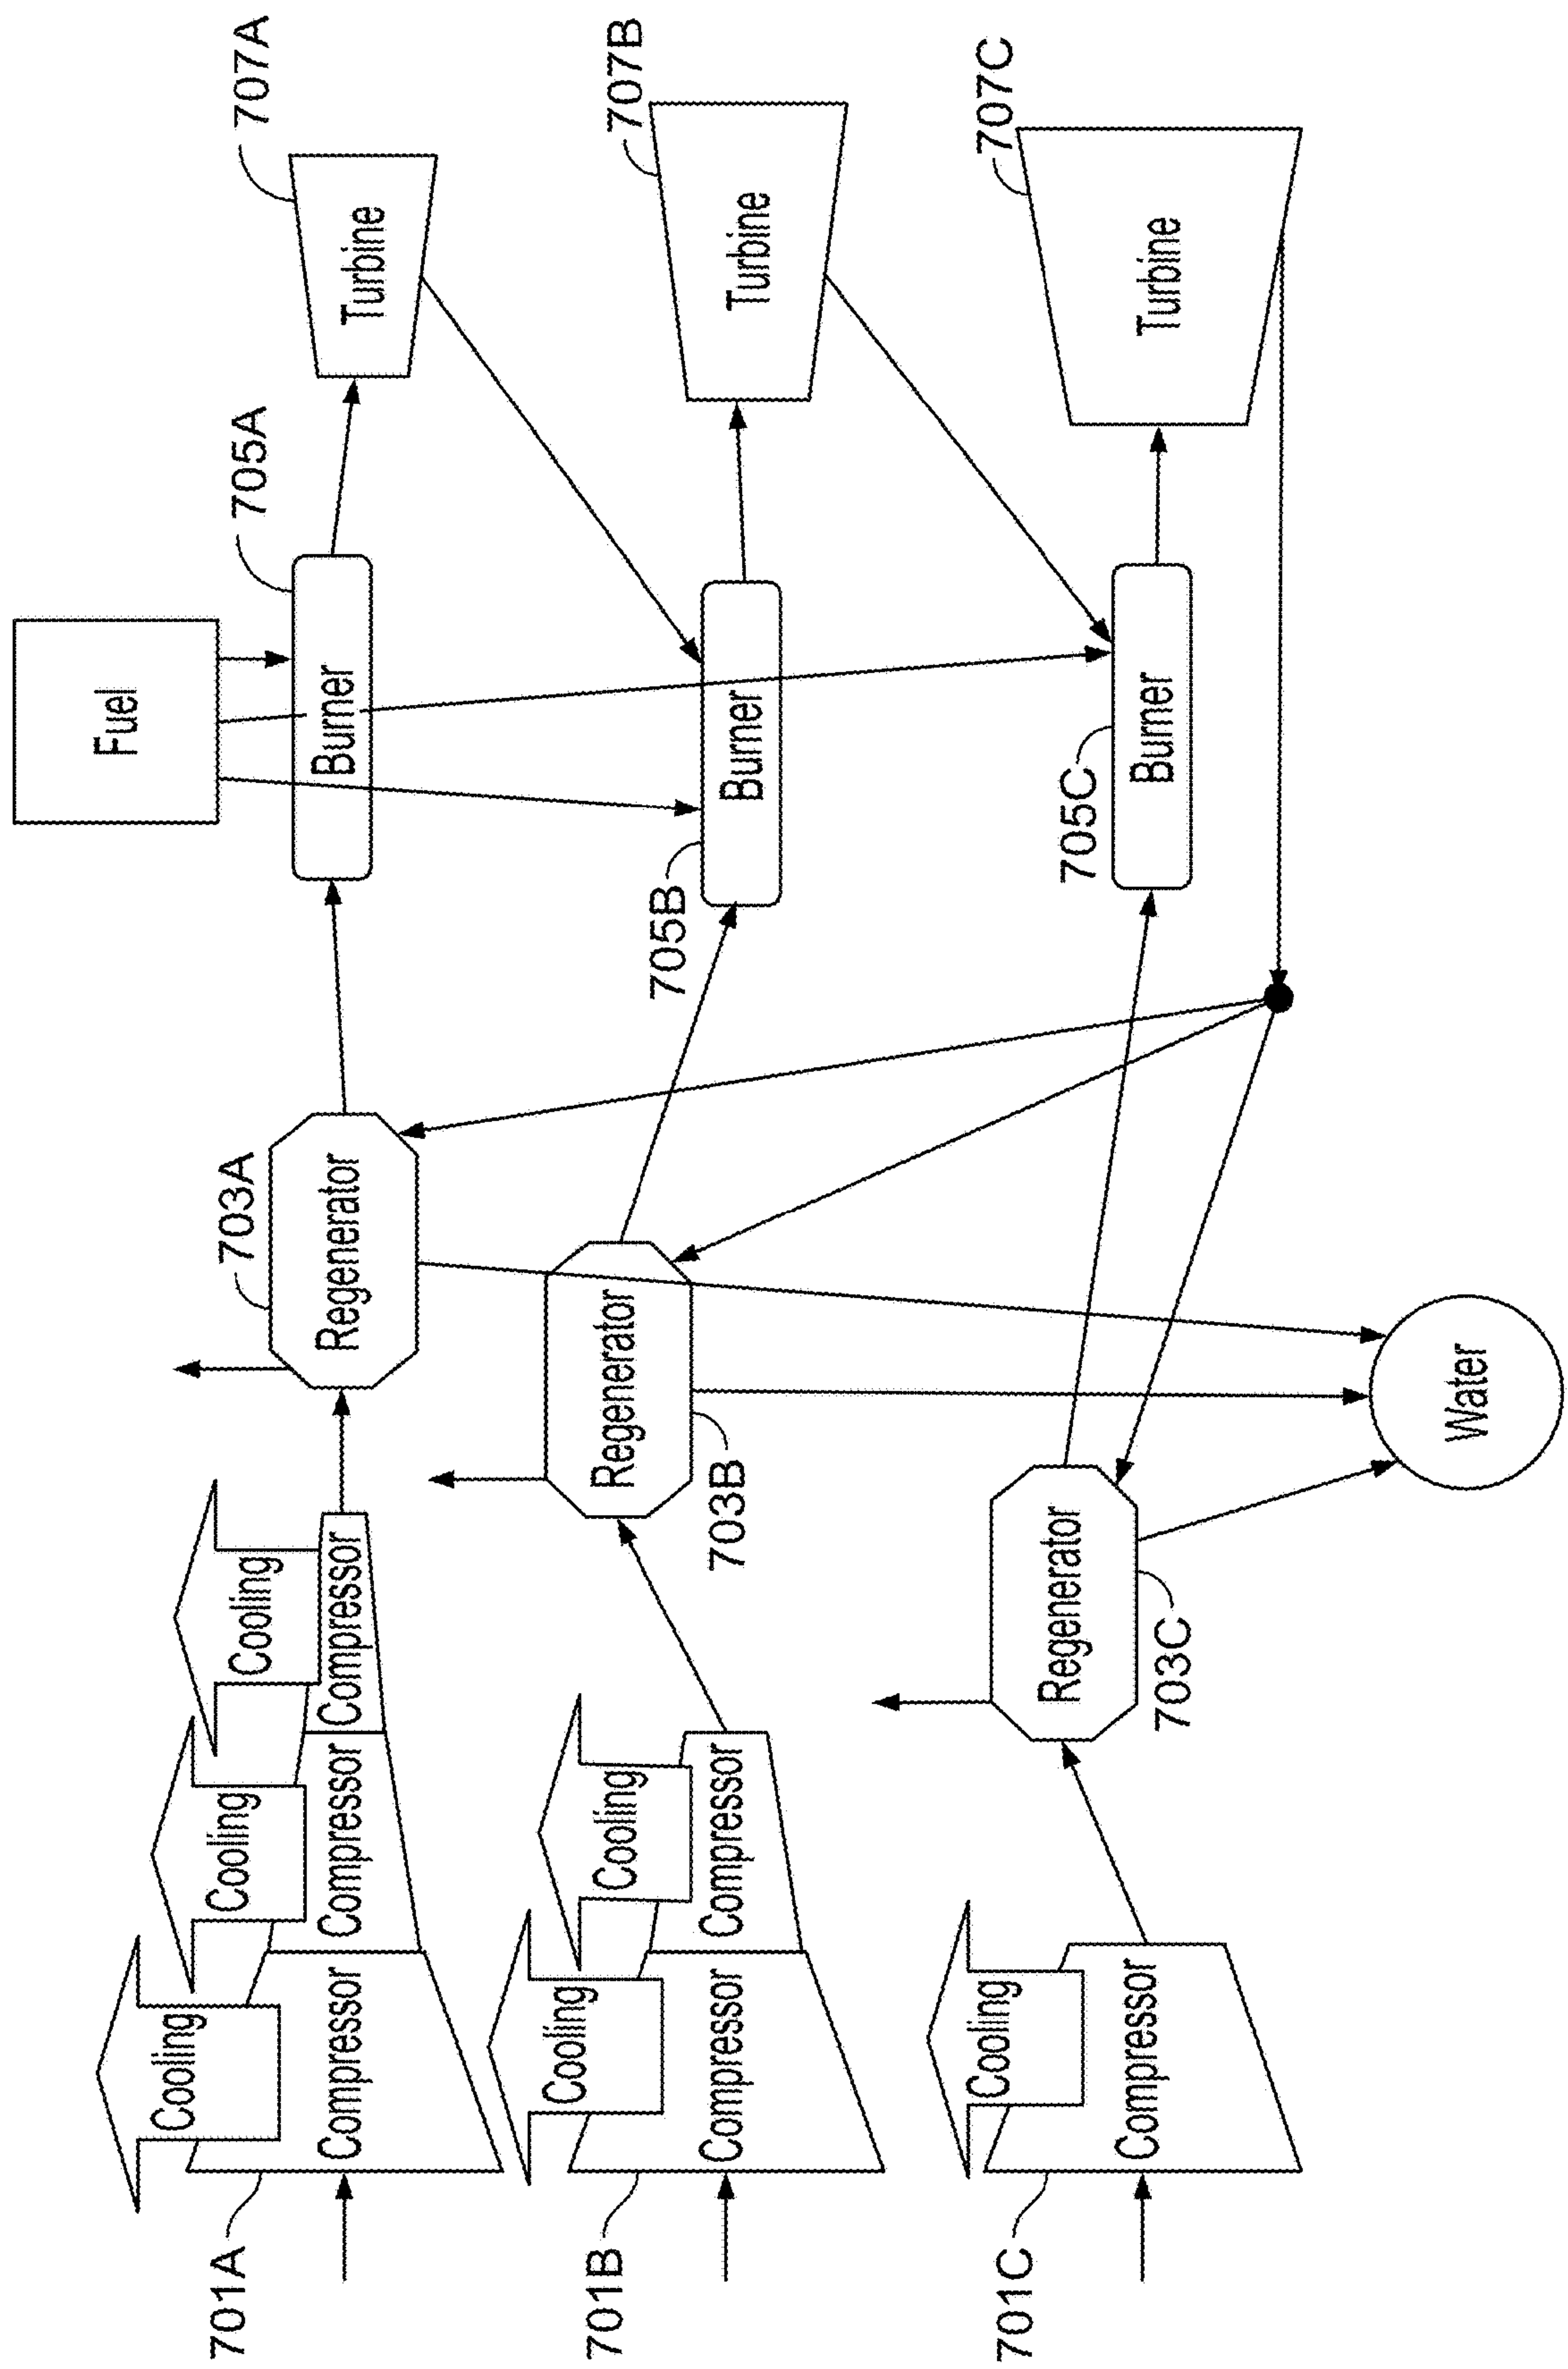 Fuel
701A
Cooling
Cooling
Cooling
Compressor
Compressor
Compressor
703A
Regenerator
705A
Burner
707A
Turbine
701B
Cooling
Cooling
Compressor
Compressor
703B
Regenerator
705B
Burner
707B
Turbine
701C
Cooling
Compressor
703C
Regenerator
705C
Burner
707C
Turbine
Water